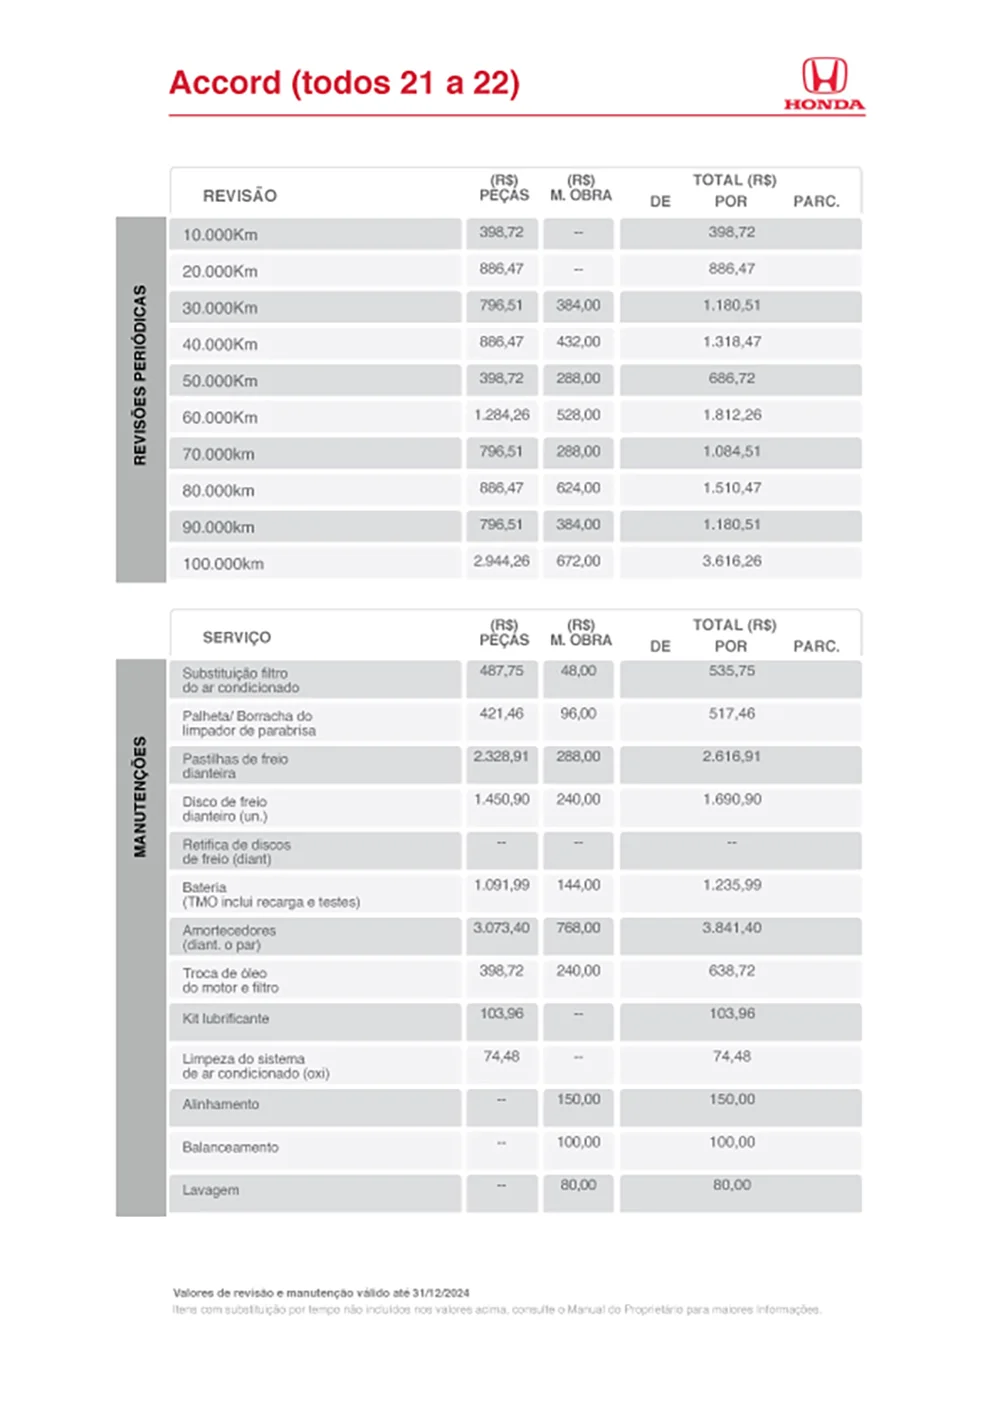 Accord (todos 21 a 22)
HONDA
REVISÃO (R$) PEÇAS (R$) M. OBRA TOTAL (R$) DE POR PARC.
REVISÕES PERIÓDICAS
10.000Km 398,72 -- 398,72
20.000Km 886,47 -- 886,47
30.000Km 796,51 384,00 1.180,51
40.000Km 886,47 432,00 1.318,47
50.000Km 398,72 288,00 686,72
60.000Km 1.284,26 528,00 1.812,26
70.000km 796,51 288,00 1.084,51
80.000km 886,47 624,00 1.510,47
90.000km 796,51 384,00 1.180,51
100.000km 2.944,26 672,00 3.616,26
SERVIÇO (R$) PEÇAS (R$) M. OBRA TOTAL (R$) DE POR PARC.
MANUTENÇÕES
Substituição filtro 487,75 48,00 535,75
do ar condicionado
Palheta/ Borracha do 421,46 96,00 517,46
limpador de parabrisa
Pastilhas de freio 2.328,91 288,00 2.616,91
dianteira
Disco de freio 1.450,90 240,00 1.690,90
dianteiro (un.)
Retifica de discos -- -- --
de freio (diant)
Bateria 1.091,99 144,00 1.235,99
(TMO inclui recarga e testes)
Amortecedores 3.073,40 768,00 3.841,40
(diant. o par)
Troca de óleo 398,72 240,00 638,72
do motor e filtro
Kit lubrificante 103,96 -- 103,96
Limpeza do sistema 74,48 -- 74,48
de ar condicionado (oxi)
Alinhamento -- 150,00 150,00
Balanceamento -- 100,00 100,00
Lavagem -- 80,00 80,00
Valores de revisão e manutenção válido até 31/12/2024
Itens com substituição por tempo não incluídos nos valores acima, consulte o Manual do Proprietário para maiores Informações.